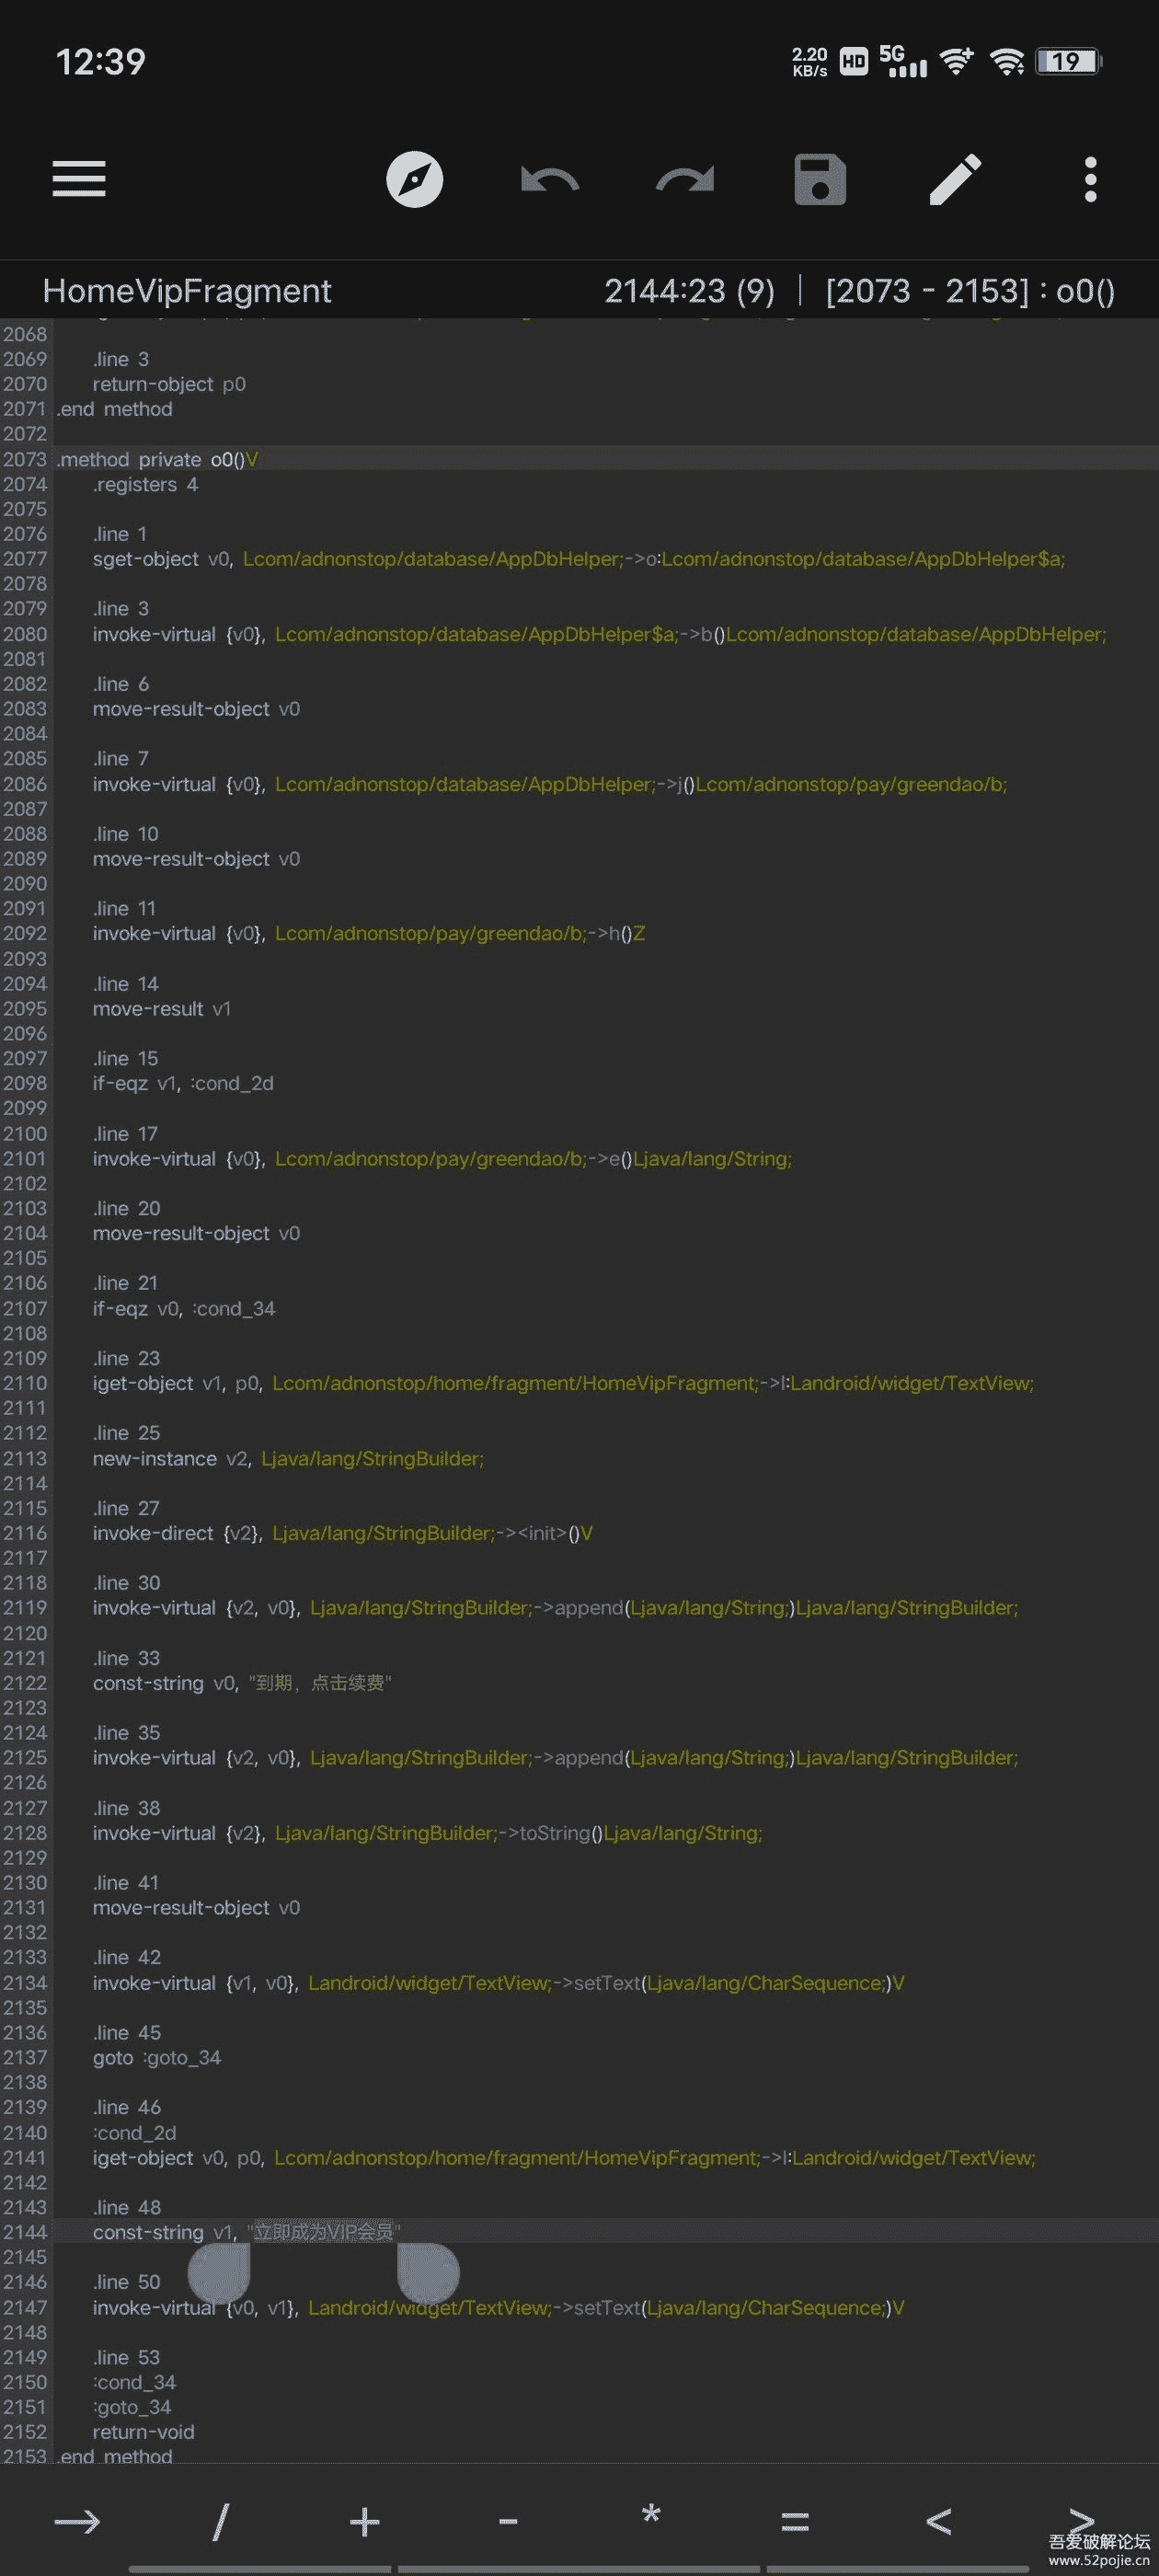 12:39
2.20 KB/s HD 5G 19
HomeVipFragment 2144:23 (9) | [2073 - 2153] : o0()
2068
2069 .line 3
2070 return-object p0
2071 .end method
2072
2073 .method private o0()V
2074 .registers 4
2075
2076 .line 1
2077 sget-object v0, Lcom/adnonstop/database/AppDbHelper;->o:Lcom/adnonstop/database/AppDbHelper$a;
2078
2079 .line 3
2080 invoke-virtual {v0}, Lcom/adnonstop/database/AppDbHelper$a;->b()Lcom/adnonstop/database/AppDbHelper;
2081
2082 .line 6
2083 move-result-object v0
2084
2085 .line 7
2086 invoke-virtual {v0}, Lcom/adnonstop/database/AppDbHelper;->j()Lcom/adnonstop/pay/greendao/b;
2087
2088 .line 10
2089 move-result-object v0
2090
2091 .line 11
2092 invoke-virtual {v0}, Lcom/adnonstop/pay/greendao/b;->h()Z
2093
2094 .line 14
2095 move-result v1
2096
2097 .line 15
2098 if-eqz v1, :cond_2d
2099
2100 .line 17
2101 invoke-virtual {v0}, Lcom/adnonstop/pay/greendao/b;->e()Ljava/lang/String;
2102
2103 .line 20
2104 move-result-object v0
2105
2106 .line 21
2107 if-eqz v0, :cond_34
2108
2109 .line 23
2110 iget-object v1, p0, Lcom/adnonstop/home/fragment/HomeVipFragment;->l:Landroid/widget/TextView;
2111
2112 .line 25
2113 new-instance v2, Ljava/lang/StringBuilder;
2114
2115 .line 27
2116 invoke-direct {v2}, Ljava/lang/StringBuilder;-><init>()V
2117
2118 .line 30
2119 invoke-virtual {v2, v0}, Ljava/lang/StringBuilder;->append(Ljava/lang/String;)Ljava/lang/StringBuilder;
2120
2121 .line 33
2122 const-string v0, "到期，点击续费"
2123
2124 .line 35
2125 invoke-virtual {v2, v0}, Ljava/lang/StringBuilder;->append(Ljava/lang/String;)Ljava/lang/StringBuilder;
2126
2127 .line 38
2128 invoke-virtual {v2}, Ljava/lang/StringBuilder;->toString()Ljava/lang/String;
2129
2130 .line 41
2131 move-result-object v0
2132
2133 .line 42
2134 invoke-virtual {v1, v0}, Landroid/widget/TextView;->setText(Ljava/lang/CharSequence;)V
2135
2136 .line 45
2137 goto :goto_34
2138
2139 .line 46
2140 :cond_2d
2141 iget-object v0, p0, Lcom/adnonstop/home/fragment/HomeVipFragment;->l:Landroid/widget/TextView;
2142
2143 .line 48
2144 const-string v1, "立即成为VIP会员"
2145
2146 .line 50
2147 invoke-virtual {v0, v1}, Landroid/widget/TextView;->setText(Ljava/lang/CharSequence;)V
2148
2149 .line 53
2150 :cond_34
2151 :goto_34
2152 return-void
2153 .end method
→ / + - * = < >
吾爱破解论坛
www.52pojie.cn